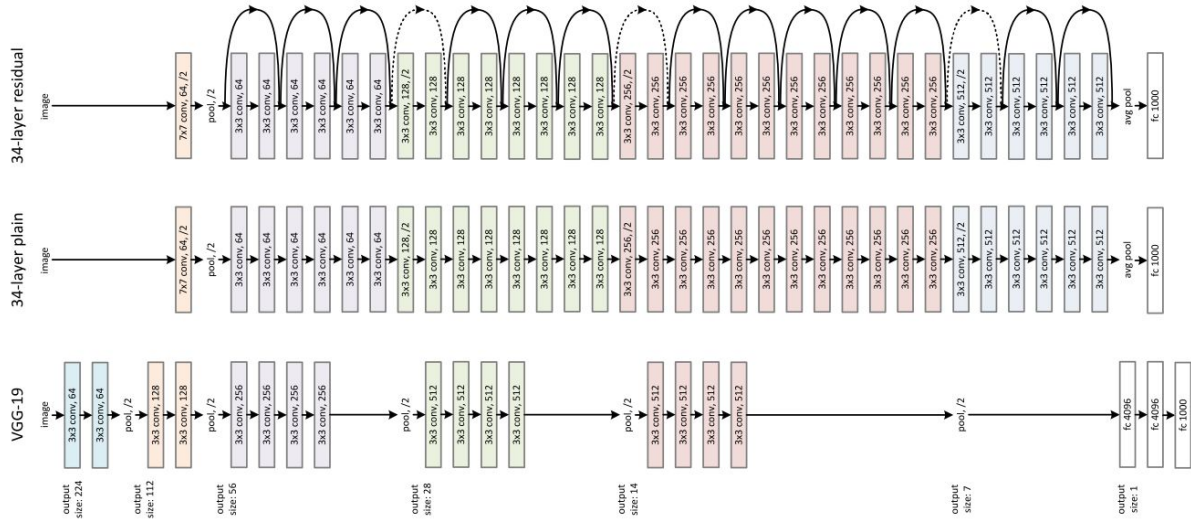 34-layer residual
image
7x7 conv, 64, /2
pool, /2
3x3 conv, 64
3x3 conv, 64
3x3 conv, 64
3x3 conv, 64
3x3 conv, 64
3x3 conv, 64
3x3 conv, 128, /2
3x3 conv, 128
3x3 conv, 128
3x3 conv, 128
3x3 conv, 128
3x3 conv, 128
3x3 conv, 128
3x3 conv, 128
3x3 conv, 256, /2
3x3 conv, 256
3x3 conv, 256
3x3 conv, 256
3x3 conv, 256
3x3 conv, 256
3x3 conv, 256
3x3 conv, 256
3x3 conv, 256
3x3 conv, 256
3x3 conv, 256
3x3 conv, 256
3x3 conv, 512, /2
3x3 conv, 512
3x3 conv, 512
3x3 conv, 512
3x3 conv, 512
3x3 conv, 512
avg pool
fc 1000
34-layer plain
image
7x7 conv, 64, /2
pool, /2
3x3 conv, 64
3x3 conv, 64
3x3 conv, 64
3x3 conv, 64
3x3 conv, 64
3x3 conv, 64
3x3 conv, 128, /2
3x3 conv, 128
3x3 conv, 128
3x3 conv, 128
3x3 conv, 128
3x3 conv, 128
3x3 conv, 128
3x3 conv, 128
3x3 conv, 256, /2
3x3 conv, 256
3x3 conv, 256
3x3 conv, 256
3x3 conv, 256
3x3 conv, 256
3x3 conv, 256
3x3 conv, 256
3x3 conv, 256
3x3 conv, 256
3x3 conv, 256
3x3 conv, 256
3x3 conv, 512, /2
3x3 conv, 512
3x3 conv, 512
3x3 conv, 512
3x3 conv, 512
3x3 conv, 512
avg pool
fc 1000
VGG-19
image
3x3 conv, 64
3x3 conv, 64
pool, /2
3x3 conv, 128
3x3 conv, 128
pool, /2
3x3 conv, 256
3x3 conv, 256
3x3 conv, 256
3x3 conv, 256
pool, /2
3x3 conv, 512
3x3 conv, 512
3x3 conv, 512
3x3 conv, 512
pool, /2
3x3 conv, 512
3x3 conv, 512
3x3 conv, 512
3x3 conv, 512
pool, /2
fc 4096
fc 4096
fc 1000
output
size: 224
output
size: 112
output
size: 56
output
size: 28
output
size: 14
output
size: 7
output
size: 1